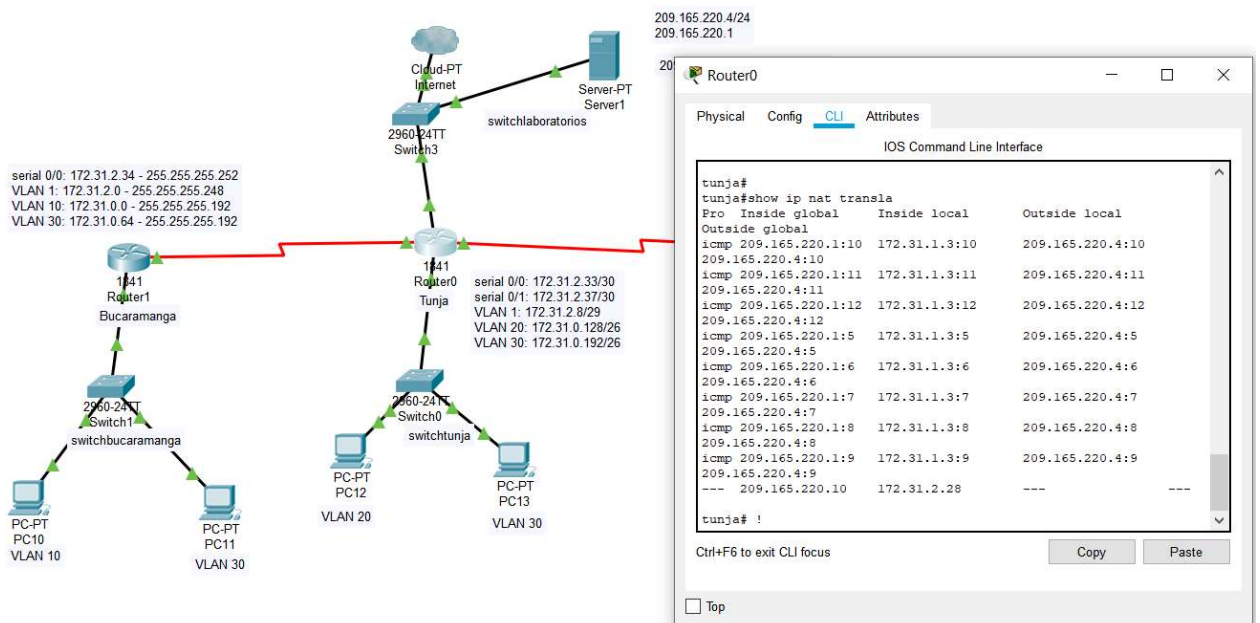 209.165.220.4/24
209.165.220.1
Cloud-PT
Internet
Server-PT
Server1
switchlaboratorios
2960-24TT
Switch3
serial 0/0: 172.31.2.34 - 255.255.255.252
VLAN 1: 172.31.2.0 - 255.255.255.248
VLAN 10: 172.31.0.0 - 255.255.255.192
VLAN 30: 172.31.0.64 - 255.255.255.192
1841
Router1
Bucaramanga
1841
Router0
Tunja
serial 0/0: 172.31.2.33/30
serial 0/1: 172.31.2.37/30
VLAN 1: 172.31.2.8/29
VLAN 20: 172.31.0.128/26
VLAN 30: 172.31.0.192/26
2960-24TT
Switch1
switchbucaramanga
2960-24TT
Switch0
switchtunja
PC-PT
PC10
VLAN 10
PC-PT
PC11
VLAN 30
PC-PT
PC12
VLAN 20
PC-PT
PC13
VLAN 30
Router0
Physical Config CLI Attributes
IOS Command Line Interface
tunja#
tunja#show ip nat transla
Pro Inside global Inside local Outside local
Outside global
icmp 209.165.220.1:10 172.31.1.3:10 209.165.220.4:10
209.165.220.4:10
icmp 209.165.220.1:11 172.31.1.3:11 209.165.220.4:11
209.165.220.4:11
icmp 209.165.220.1:12 172.31.1.3:12 209.165.220.4:12
209.165.220.4:12
icmp 209.165.220.1:5 172.31.1.3:5 209.165.220.4:5
209.165.220.4:5
icmp 209.165.220.1:6 172.31.1.3:6 209.165.220.4:6
209.165.220.4:6
icmp 209.165.220.1:7 172.31.1.3:7 209.165.220.4:7
209.165.220.4:7
icmp 209.165.220.1:8 172.31.1.3:8 209.165.220.4:8
209.165.220.4:8
icmp 209.165.220.1:9 172.31.1.3:9 209.165.220.4:9
209.165.220.4:9
--- 209.165.220.10 172.31.2.28 --- ---
tunja# !
Ctrl+F6 to exit CLI focus
Copy Paste
Top